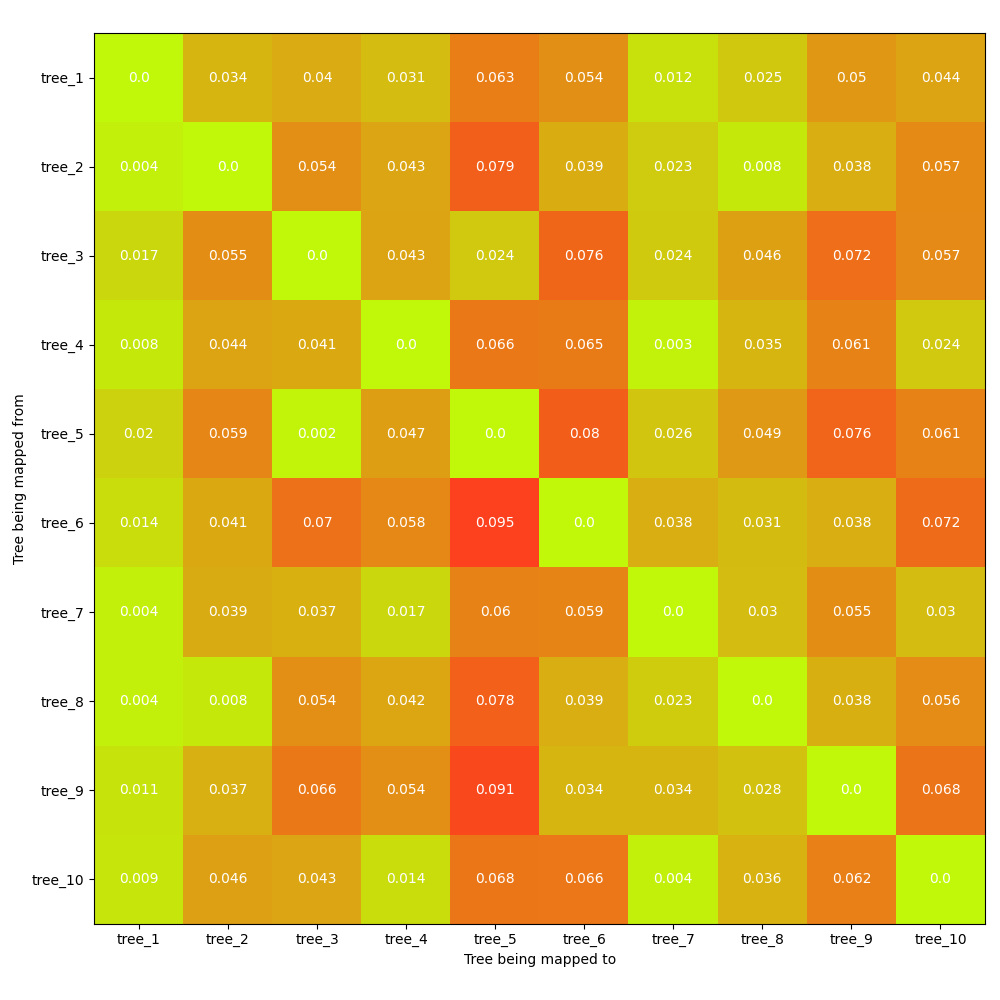 tree_1 0.0 0.034 0.04 0.031 0.063 0.054 0.012 0.025 0.05 0.044
tree_2 0.004 0.0 0.054 0.043 0.079 0.039 0.023 0.008 0.038 0.057
tree_3 0.017 0.055 0.0 0.043 0.024 0.076 0.024 0.046 0.072 0.057
tree_4 0.008 0.044 0.041 0.0 0.066 0.065 0.003 0.035 0.061 0.024
tree_5 0.02 0.059 0.002 0.047 0.0 0.08 0.026 0.049 0.076 0.061
tree_6 0.014 0.041 0.07 0.058 0.095 0.0 0.038 0.031 0.038 0.072
tree_7 0.004 0.039 0.037 0.017 0.06 0.059 0.0 0.03 0.055 0.03
tree_8 0.004 0.008 0.054 0.042 0.078 0.039 0.023 0.0 0.038 0.056
tree_9 0.011 0.037 0.066 0.054 0.091 0.034 0.034 0.028 0.0 0.068
tree_10 0.009 0.046 0.043 0.014 0.068 0.066 0.004 0.036 0.062 0.0
tree_1 tree_2 tree_3 tree_4 tree_5 tree_6 tree_7 tree_8 tree_9 tree_10
Tree being mapped to
Tree being mapped from